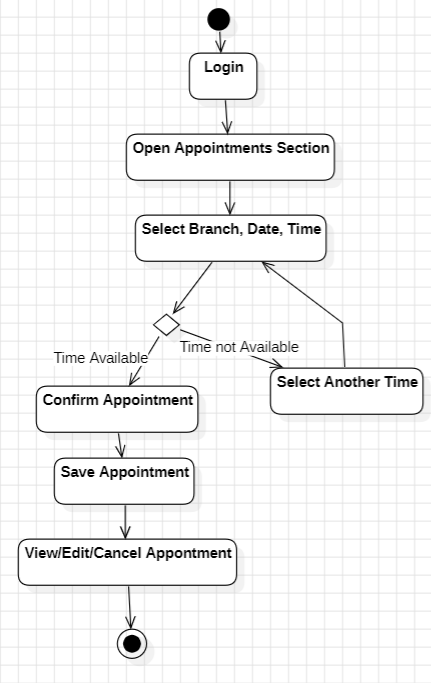 Login
Open Appointments Section
Select Branch, Date, Time
Time not Available
Time Available
Select Another Time
Confirm Appointment
Save Appointment
View/Edit/Cancel Appontment